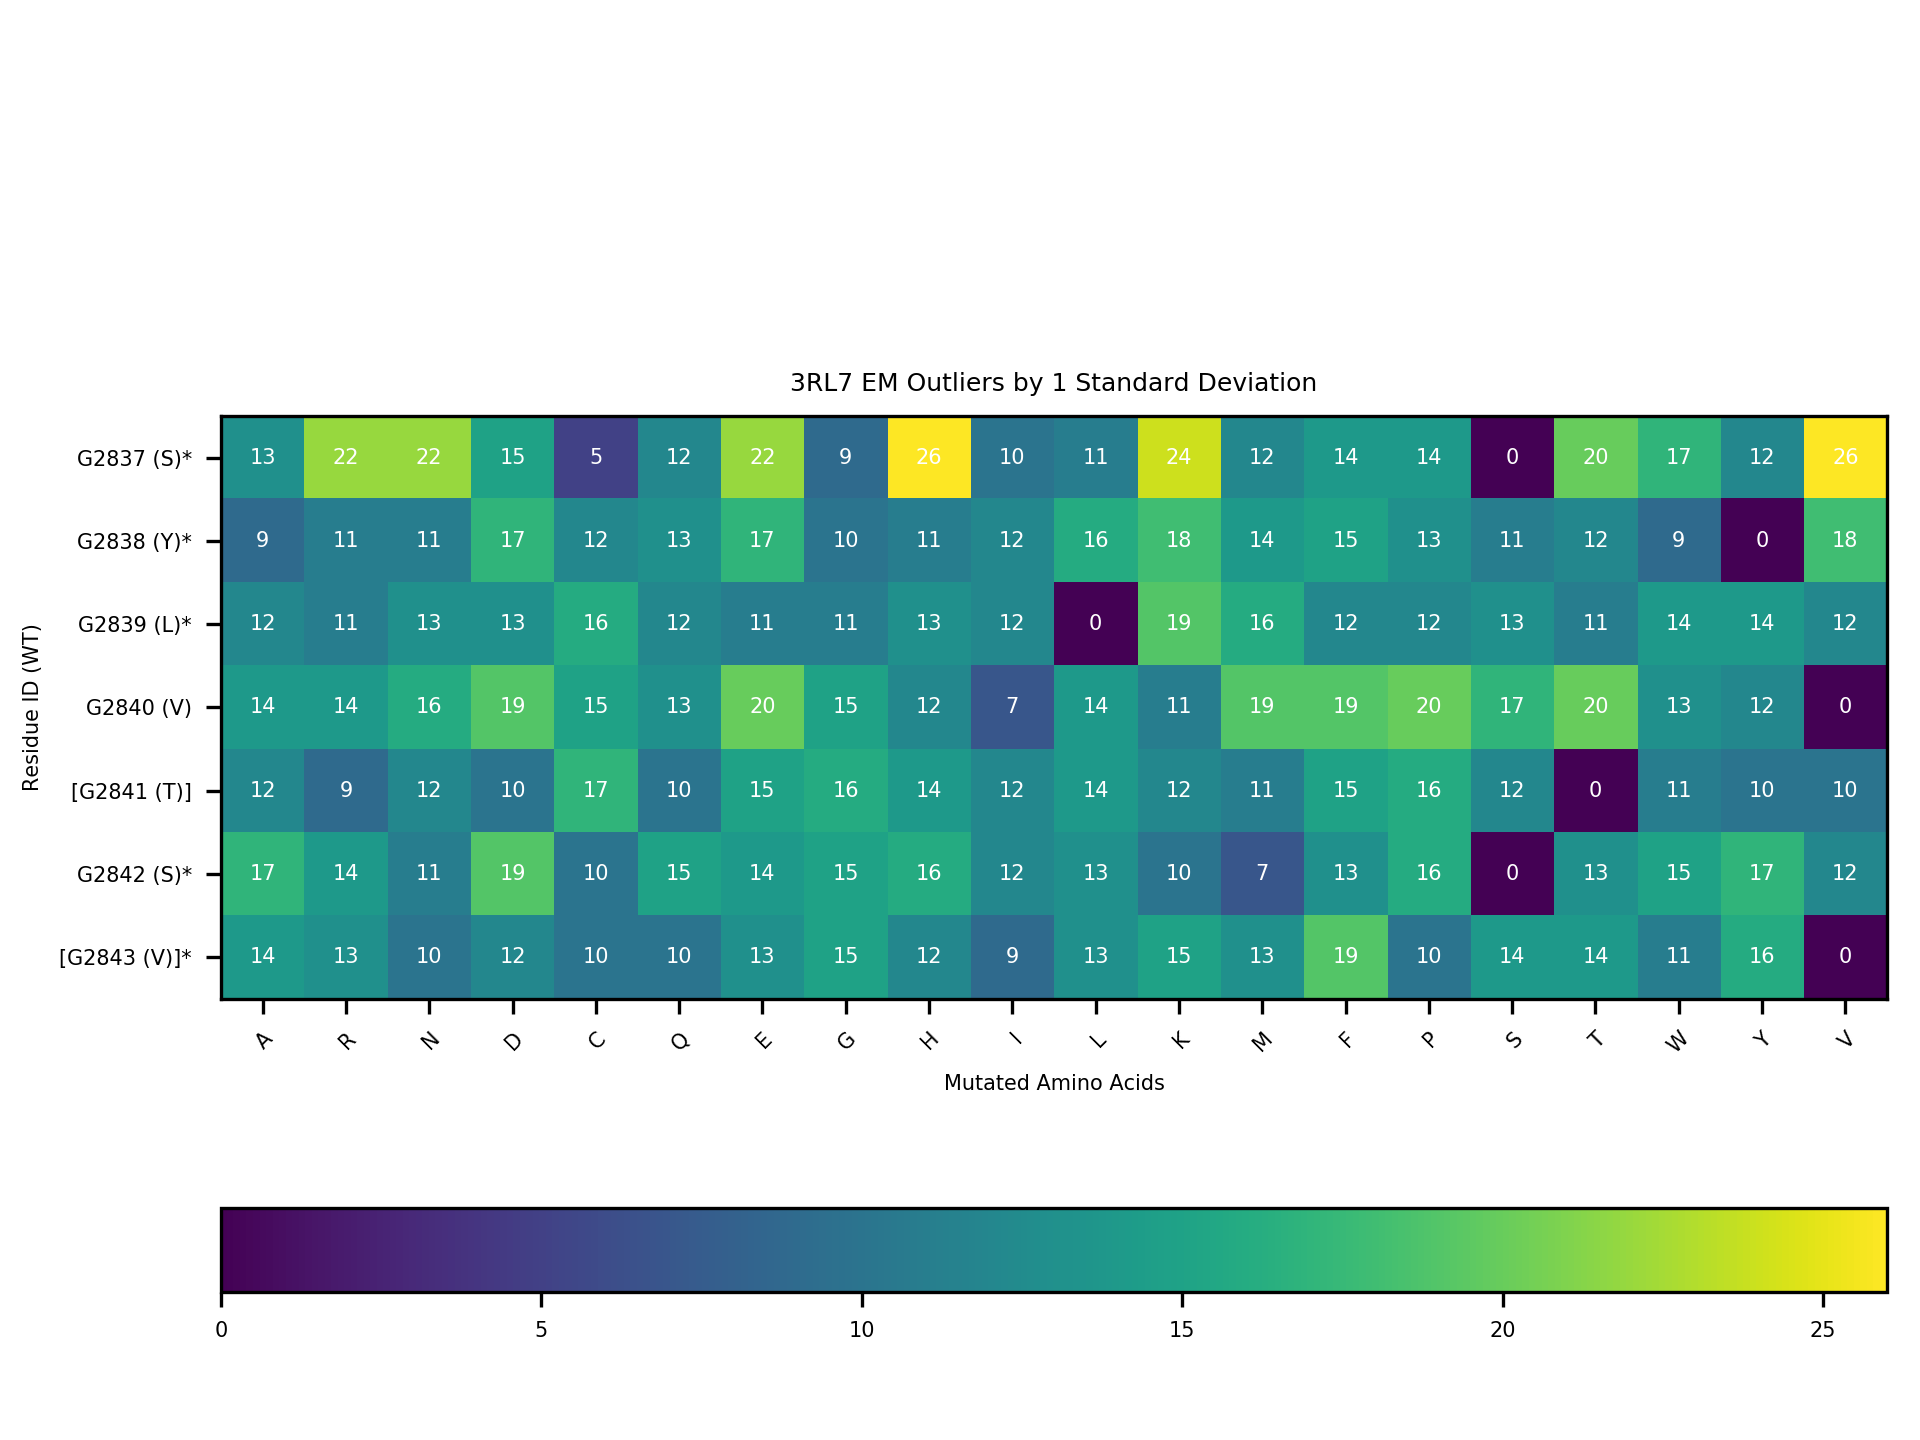 3RL7 EM Outliers by 1 Standard Deviation
Residue ID (WT)
G2837 (S)* 13 22 22 15 5 12 22 9 26 10 11 24 12 14 14 0 20 17 12 26
G2838 (Y)* 9 11 11 17 12 13 17 10 11 12 16 18 14 15 13 11 12 9 0 18
G2839 (L)* 12 11 13 13 16 12 11 11 13 12 0 19 16 12 12 13 11 14 14 12
G2840 (V) 14 14 16 19 15 13 20 15 12 7 14 11 19 19 20 17 20 13 12 0
[G2841 (T)] 12 9 12 10 17 10 15 16 14 12 14 12 11 15 16 12 0 11 10 10
G2842 (S)* 17 14 11 19 10 15 14 15 16 12 13 10 7 13 16 0 13 15 17 12
[G2843 (V)]* 14 13 10 12 10 10 13 15 12 9 13 15 13 19 10 14 14 11 16 0
A R N D C Q E G H I L K M F P S T W Y V
Mutated Amino Acids
0 5 10 15 20 25